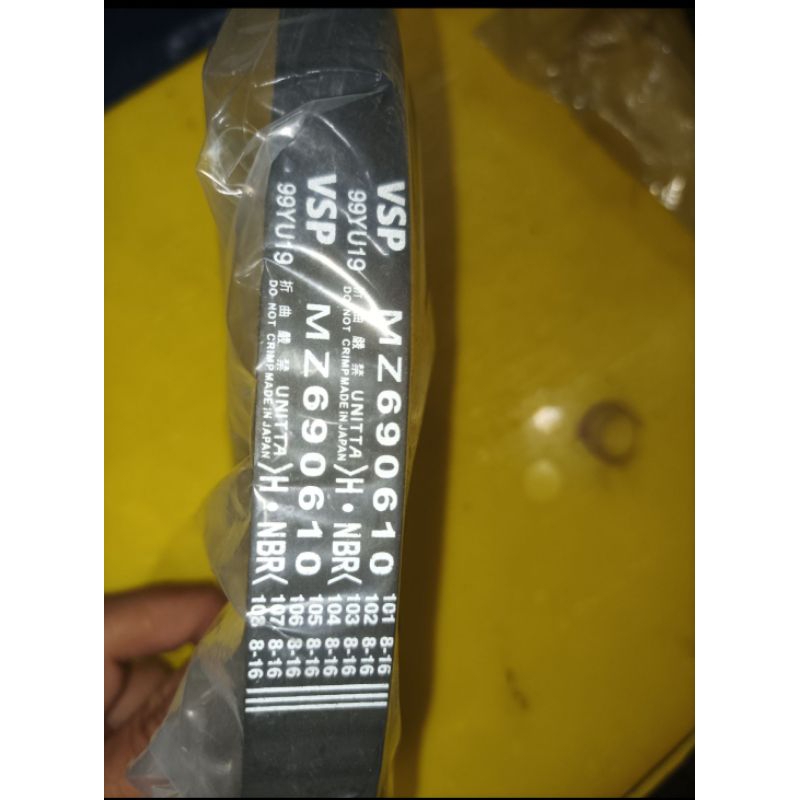 VSP MZ690610
99YU19 折曲嚴禁 UNITTA >H・NBR<
DO NOT CRIMP MADE IN JAPAN
VSP MZ690610
99YU19 折曲嚴禁 UNITTA >H・NBR<
DO NOT CRIMP MADE IN JAPAN
101 8-16
102 8-16
103 8-16
104 8-16
105 8-16
106 8-16
107 8-16
108 8-16